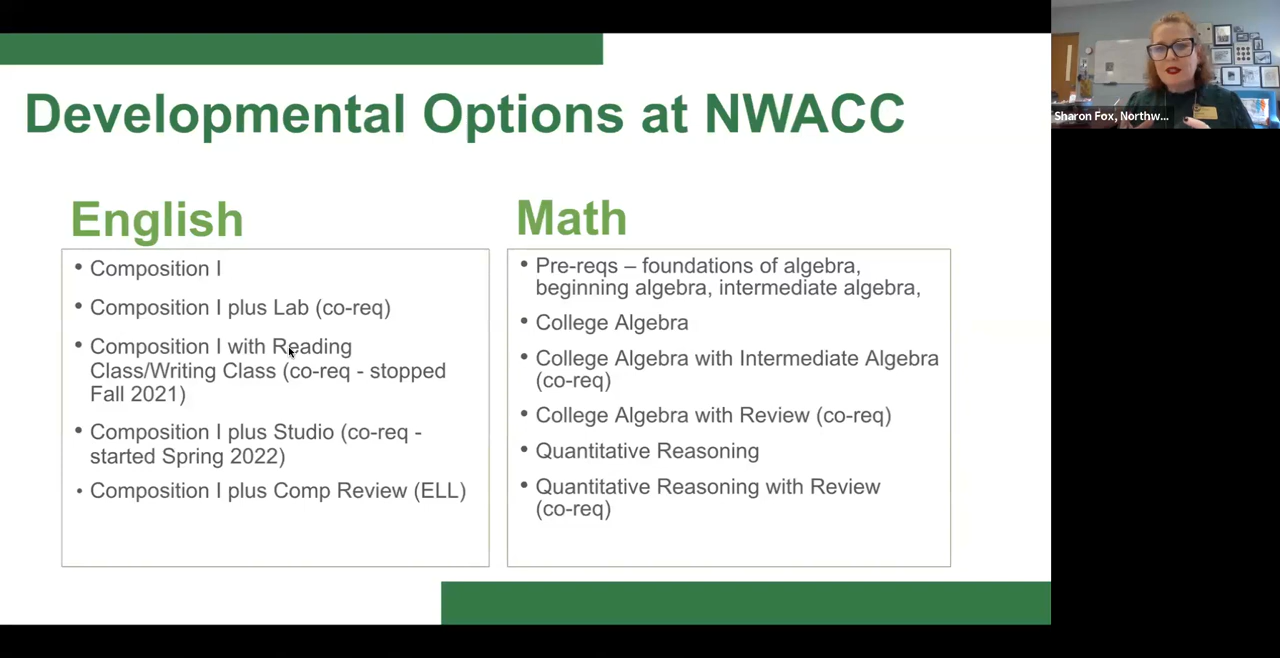 Developmental Options at NWACC
English
• Composition I
• Composition I plus Lab (co-req)
• Composition I with Reading
Class/Writing Class (co-req - stopped
Fall 2021)
• Composition I plus Studio (co-req -
started Spring 2022)
• Composition I plus Comp Review (ELL)
Math
• Pre-reqs – foundations of algebra,
beginning algebra, intermediate algebra,
• College Algebra
• College Algebra with Intermediate Algebra
(co-req)
• College Algebra with Review (co-req)
• Quantitative Reasoning
• Quantitative Reasoning with Review
(co-req)
Sharon Fox, Northw...